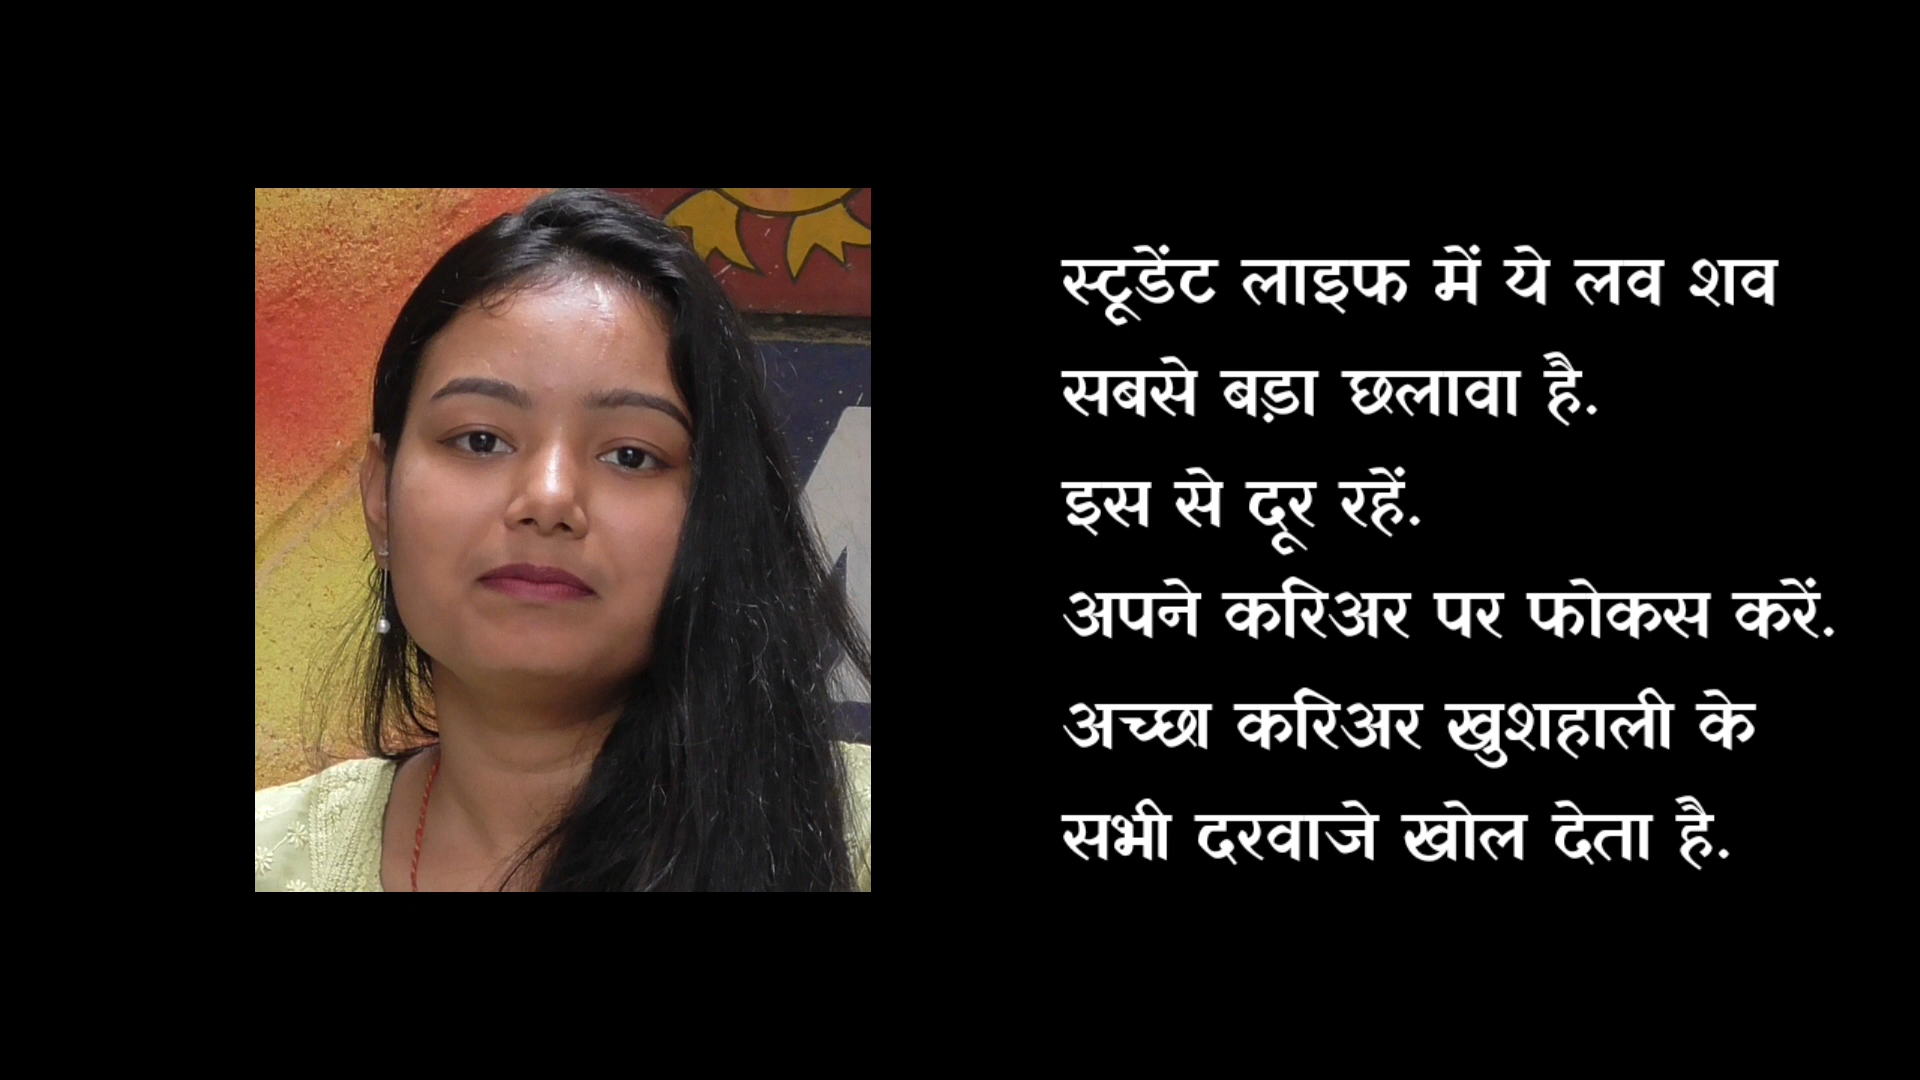 स्टूडेंट लाइफ में ये लव शव
सबसे बड़ा छलावा है.
इस से दूर रहें.
अपने करिअर पर फोकस करें.
अच्छा करिअर खुशहाली के
सभी दरवाजे खोल देता है.